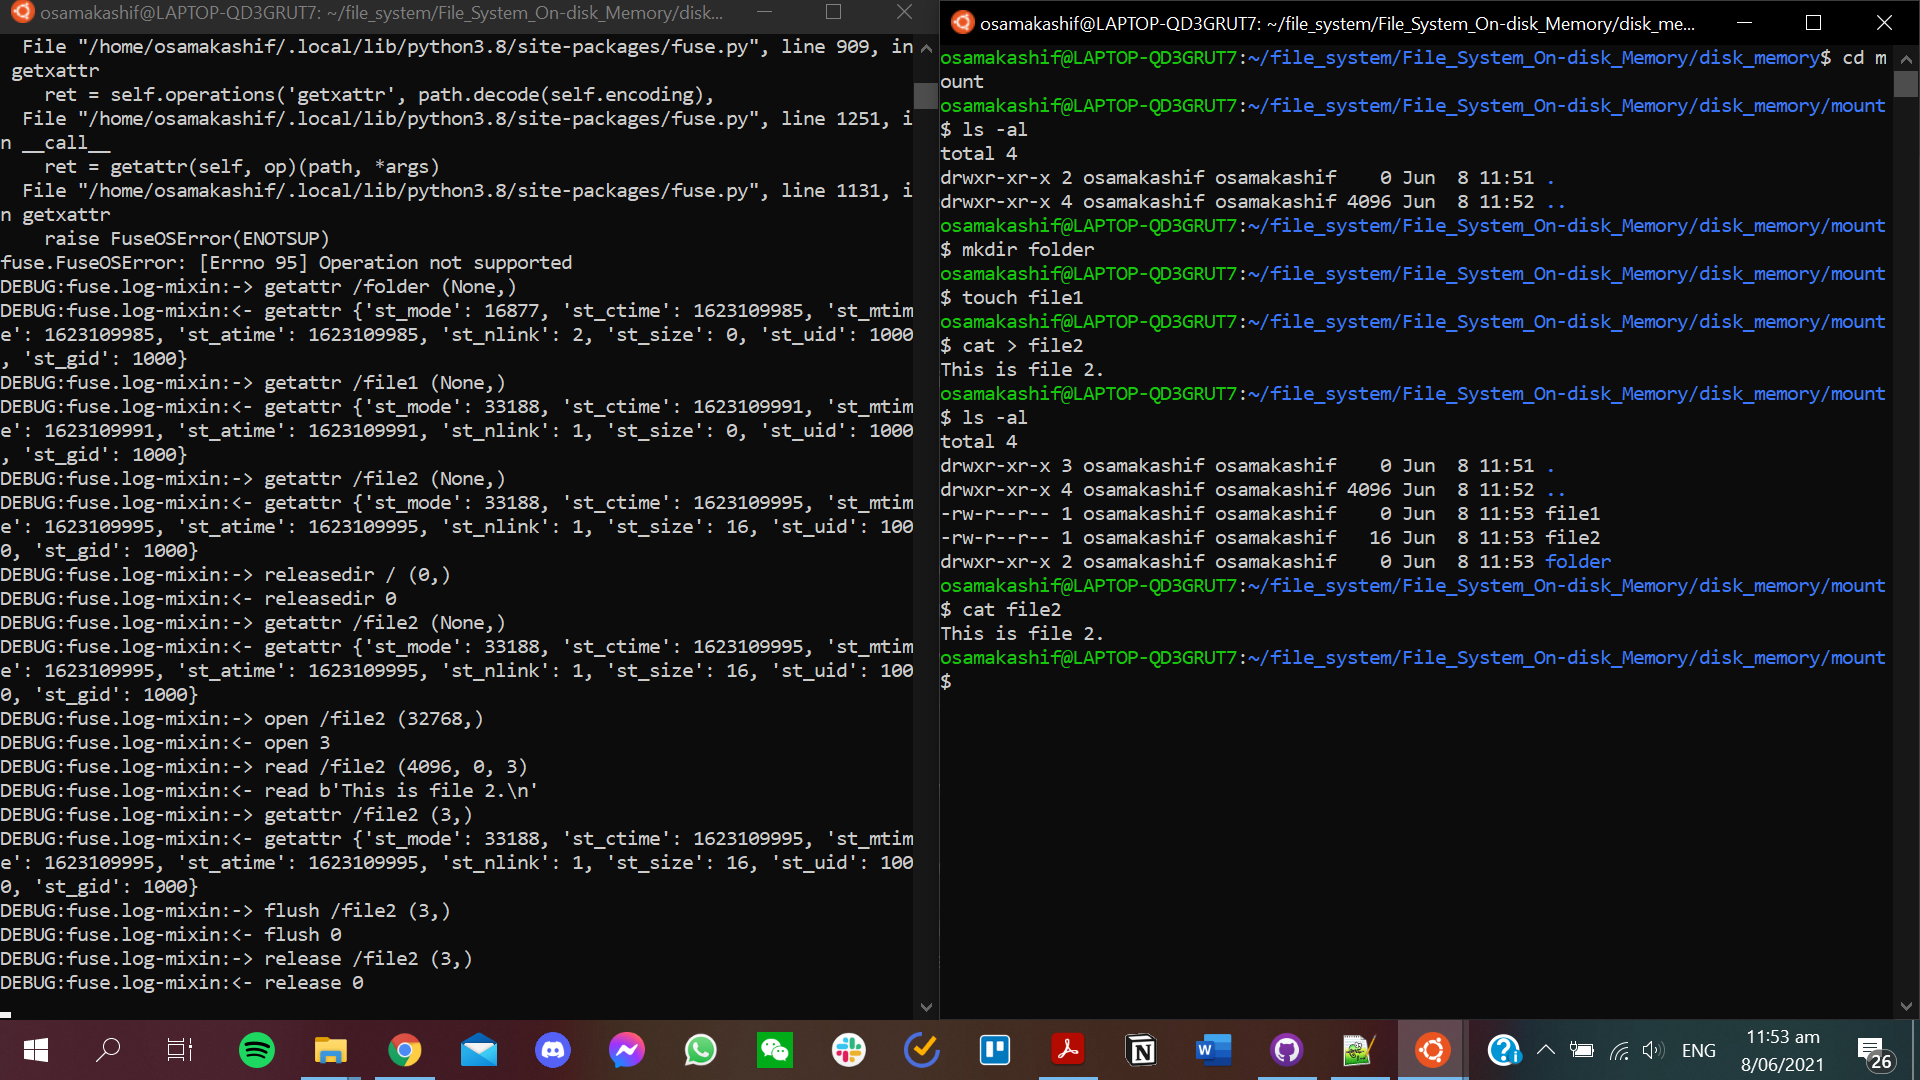 osamakashif@LAPTOP-QD3GRUT7: ~/file_system/File_System_On-disk_Memory/disk...
  File "/home/osamakashif/.local/lib/python3.8/site-packages/fuse.py", line 909, in
 getxattr
    ret = self.operations('getxattr', path.decode(self.encoding),
  File "/home/osamakashif/.local/lib/python3.8/site-packages/fuse.py", line 1251, i
n __call__
    ret = getattr(self, op)(path, *args)
  File "/home/osamakashif/.local/lib/python3.8/site-packages/fuse.py", line 1131, i
n getxattr
    raise FuseOSError(ENOTSUP)
fuse.FuseOSError: [Errno 95] Operation not supported
DEBUG:fuse.log-mixin:-> getattr /folder (None,)
DEBUG:fuse.log-mixin:<- getattr {'st_mode': 16877, 'st_ctime': 1623109985, 'st_mtim
e': 1623109985, 'st_atime': 1623109985, 'st_nlink': 2, 'st_size': 0, 'st_uid': 1000
, 'st_gid': 1000}
DEBUG:fuse.log-mixin:-> getattr /file1 (None,)
DEBUG:fuse.log-mixin:<- getattr {'st_mode': 33188, 'st_ctime': 1623109991, 'st_mtim
e': 1623109991, 'st_atime': 1623109991, 'st_nlink': 1, 'st_size': 0, 'st_uid': 1000
, 'st_gid': 1000}
DEBUG:fuse.log-mixin:-> getattr /file2 (None,)
DEBUG:fuse.log-mixin:<- getattr {'st_mode': 33188, 'st_ctime': 1623109995, 'st_mtim
e': 1623109995, 'st_atime': 1623109995, 'st_nlink': 1, 'st_size': 16, 'st_uid': 100
0, 'st_gid': 1000}
DEBUG:fuse.log-mixin:-> releasedir / (0,)
DEBUG:fuse.log-mixin:<- releasedir 0
DEBUG:fuse.log-mixin:-> getattr /file2 (None,)
DEBUG:fuse.log-mixin:<- getattr {'st_mode': 33188, 'st_ctime': 1623109995, 'st_mtim
e': 1623109995, 'st_atime': 1623109995, 'st_nlink': 1, 'st_size': 16, 'st_uid': 100
0, 'st_gid': 1000}
DEBUG:fuse.log-mixin:-> open /file2 (32768,)
DEBUG:fuse.log-mixin:<- open 3
DEBUG:fuse.log-mixin:-> read /file2 (4096, 0, 3)
DEBUG:fuse.log-mixin:<- read b'This is file 2.\n'
DEBUG:fuse.log-mixin:-> getattr /file2 (3,)
DEBUG:fuse.log-mixin:<- getattr {'st_mode': 33188, 'st_ctime': 1623109995, 'st_mtim
e': 1623109995, 'st_atime': 1623109995, 'st_nlink': 1, 'st_size': 16, 'st_uid': 100
0, 'st_gid': 1000}
DEBUG:fuse.log-mixin:-> flush /file2 (3,)
DEBUG:fuse.log-mixin:<- flush 0
DEBUG:fuse.log-mixin:-> release /file2 (3,)
DEBUG:fuse.log-mixin:<- release 0
osamakashif@LAPTOP-QD3GRUT7: ~/file_system/File_System_On-disk_Memory/disk_me...
osamakashif@LAPTOP-QD3GRUT7:~/file_system/File_System_On-disk_Memory/disk_memory$ cd m
ount
osamakashif@LAPTOP-QD3GRUT7:~/file_system/File_System_On-disk_Memory/disk_memory/mount
$ ls -al
total 4
drwxr-xr-x 2 osamakashif osamakashif    0 Jun  8 11:51 .
drwxr-xr-x 4 osamakashif osamakashif 4096 Jun  8 11:52 ..
osamakashif@LAPTOP-QD3GRUT7:~/file_system/File_System_On-disk_Memory/disk_memory/mount
$ mkdir folder
osamakashif@LAPTOP-QD3GRUT7:~/file_system/File_System_On-disk_Memory/disk_memory/mount
$ touch file1
osamakashif@LAPTOP-QD3GRUT7:~/file_system/File_System_On-disk_Memory/disk_memory/mount
$ cat > file2
This is file 2.
osamakashif@LAPTOP-QD3GRUT7:~/file_system/File_System_On-disk_Memory/disk_memory/mount
$ ls -al
total 4
drwxr-xr-x 3 osamakashif osamakashif    0 Jun  8 11:51 .
drwxr-xr-x 4 osamakashif osamakashif 4096 Jun  8 11:52 ..
-rw-r--r-- 1 osamakashif osamakashif    0 Jun  8 11:53 file1
-rw-r--r-- 1 osamakashif osamakashif   16 Jun  8 11:53 file2
drwxr-xr-x 2 osamakashif osamakashif    0 Jun  8 11:53 folder
osamakashif@LAPTOP-QD3GRUT7:~/file_system/File_System_On-disk_Memory/disk_memory/mount
$ cat file2
This is file 2.
osamakashif@LAPTOP-QD3GRUT7:~/file_system/File_System_On-disk_Memory/disk_memory/mount
$
ENG
11:53 am
8/06/2021
26